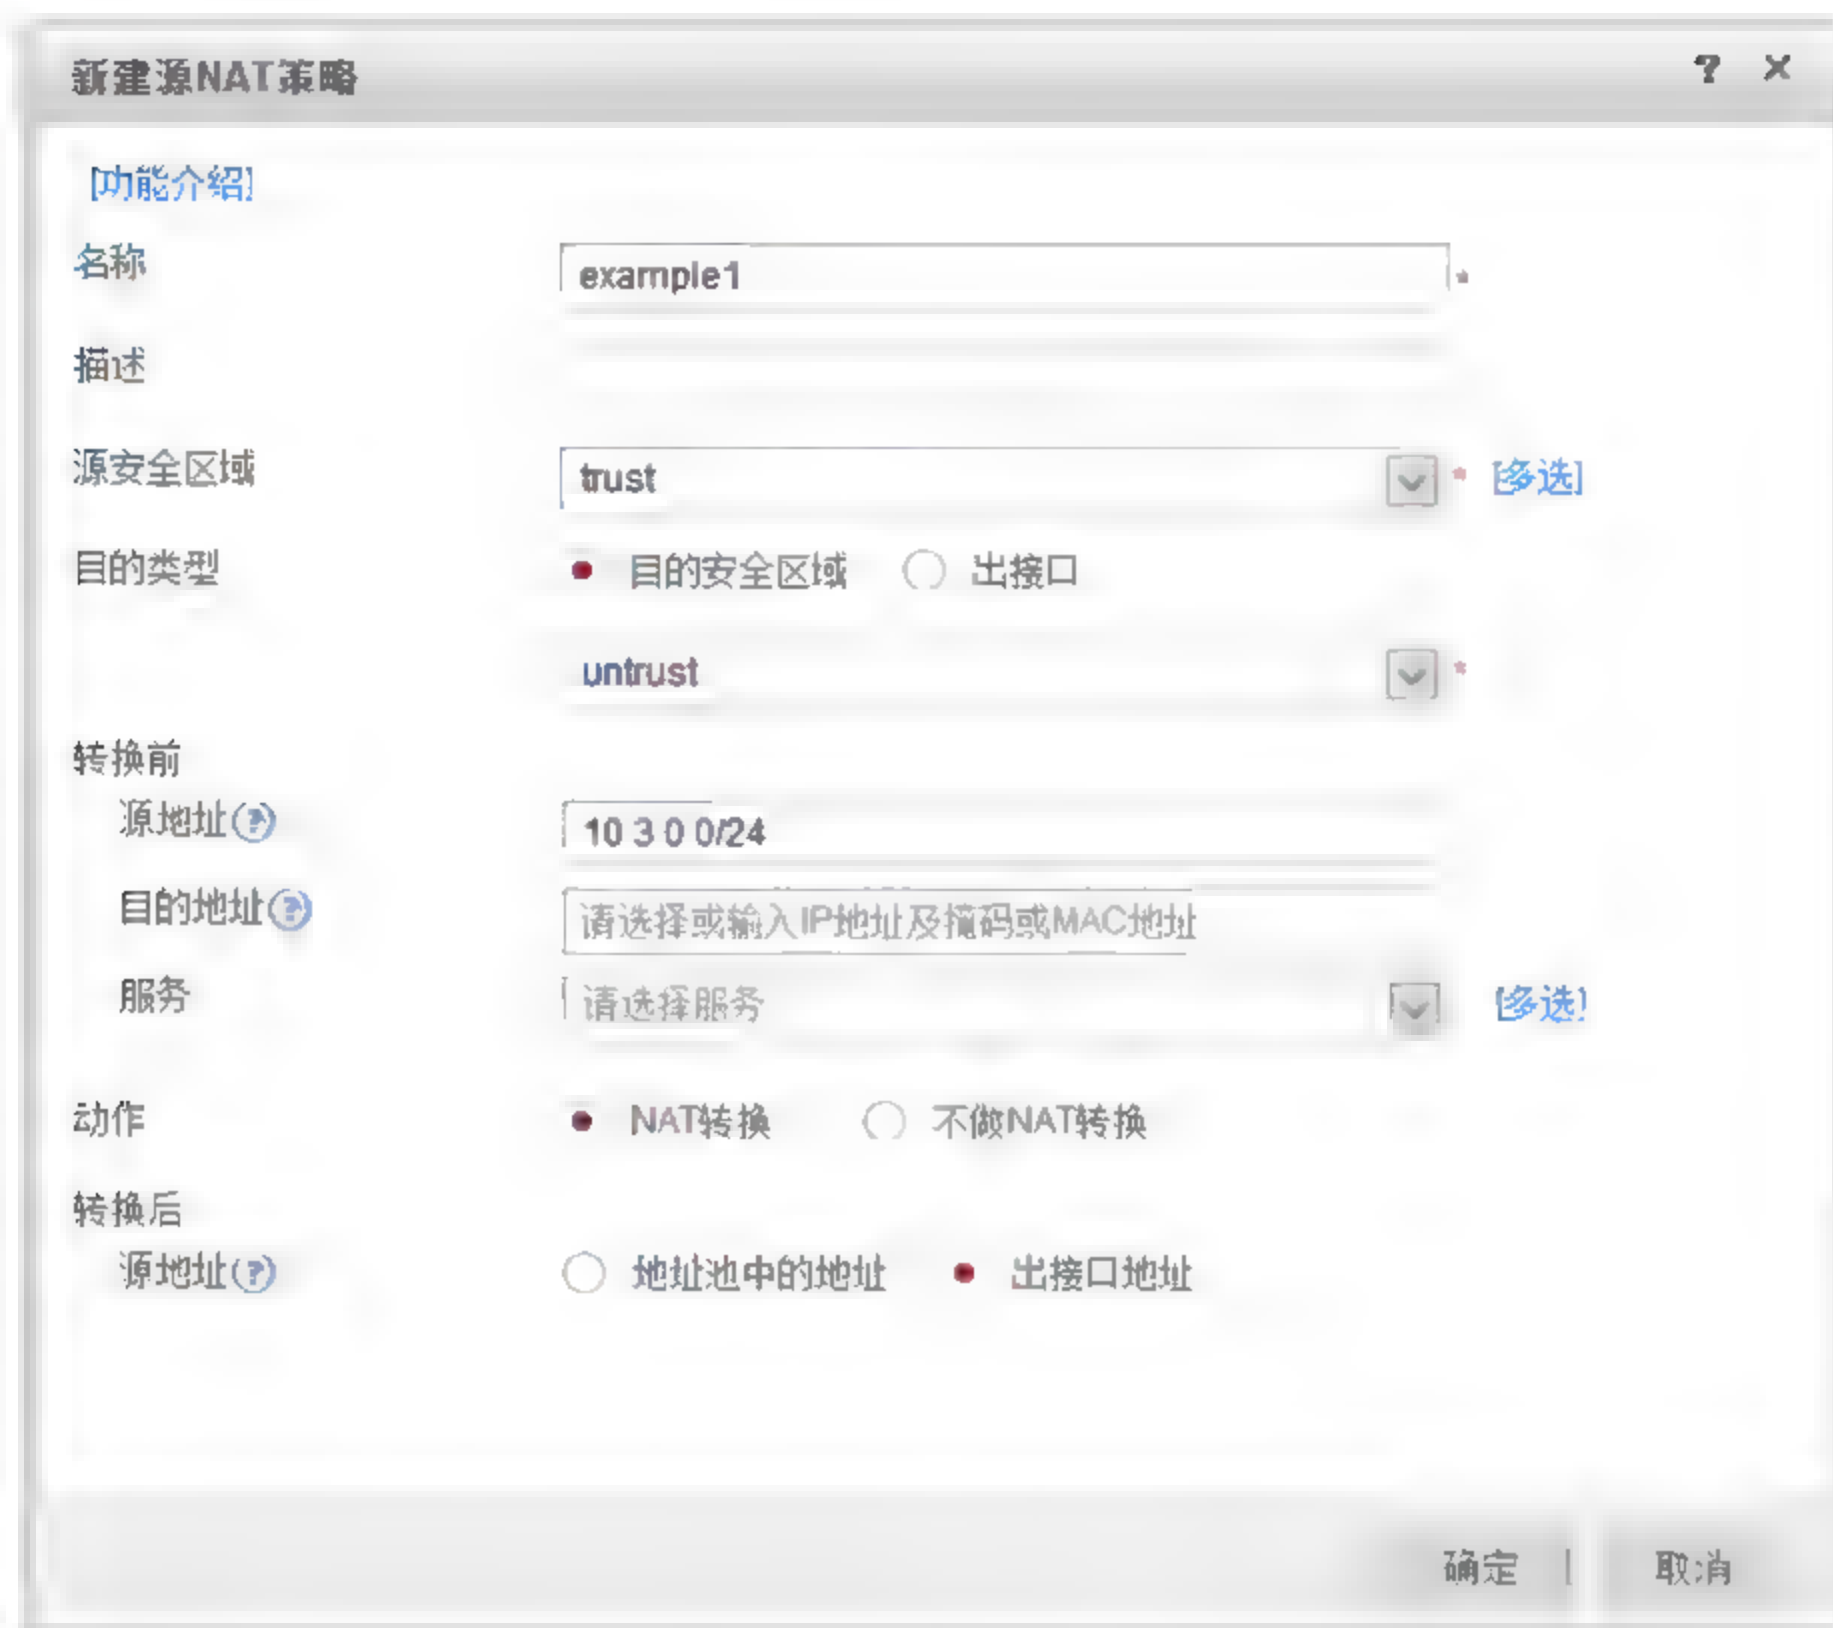 新建源NAT策略 ? ×
[功能介绍]
名称 example1 *
描述
源安全区域 trust * [多选]
目的类型 目的安全区域 出接口
untrust *
转换前
源地址(?) 10 3 0 0/24
目的地址(?) 请选择或输入IP地址及掩码或MAC地址
服务 请选择服务 [多选]
动作 NAT转换 不做NAT转换
转换后
源地址(?) 地址池中的地址 出接口地址
确定 取消